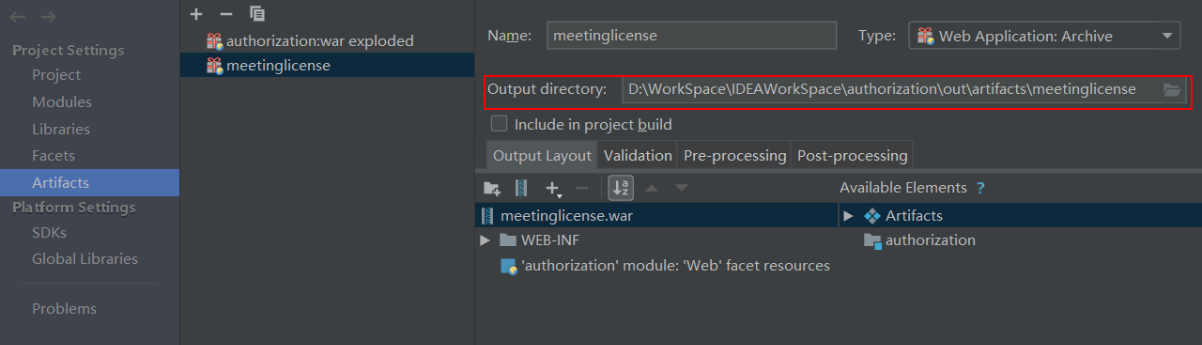 Project Settings
Project
Modules
Libraries
Facets
Artifacts
Platform Settings
SDKs
Global Libraries
Problems
authorization:war exploded
meetinglicense
Name: meetinglicense Type: Web Application: Archive
Output directory: D:\WorkSpace\IDEAWorkSpace\authorization\out\artifacts\meetinglicense
Include in project build
Output Layout Validation Pre-processing Post-processing
Available Elements ?
meetinglicense.war
WEB-INF
'authorization' module: 'Web' facet resources
Artifacts
authorization